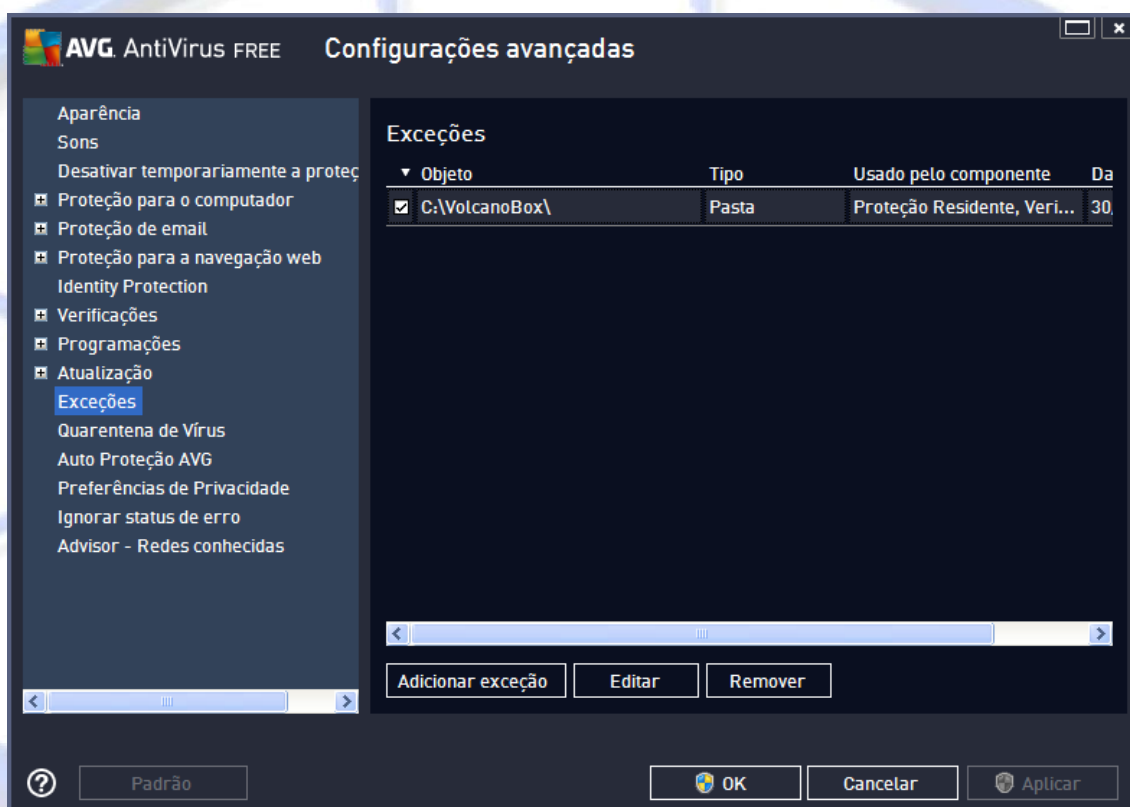 AVG. AntiVirus FREE Configurações avançadas
Aparência
Sons
Desativar temporariamente a proteç
Proteção para o computador
Proteção de email
Proteção para a navegação web
Identity Protection
Verificações
Programações
Atualização
Exceções
Quarentena de Vírus
Auto Proteção AVG
Preferências de Privacidade
Ignorar status de erro
Advisor - Redes conhecidas
Exceções
Objeto Tipo Usado pelo componente Da
C:\VolcanoBox\ Pasta Proteção Residente, Veri... 30,
Adicionar exceção Editar Remover
? Padrão OK Cancelar Aplicar